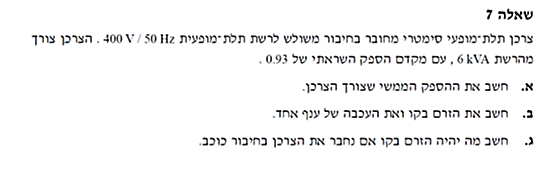 שאלה 7
צרכן תלת-מופעי סימטרי מחובר בחיבור משולש לרשת תלת-מופעית 400 V / 50 Hz . הצרכן צורך
מהרשת 6 kVA , עם מקדם הספק השראתי של 0.93 .
א. חשב את ההספק הממשי שצורך הצרכן.
ב. חשב את הזרם בקו ואת העכבה של ענף אחד.
ג. חשב מה יהיה הזרם בקו אם נחבר את הצרכן בחיבור כוכב.